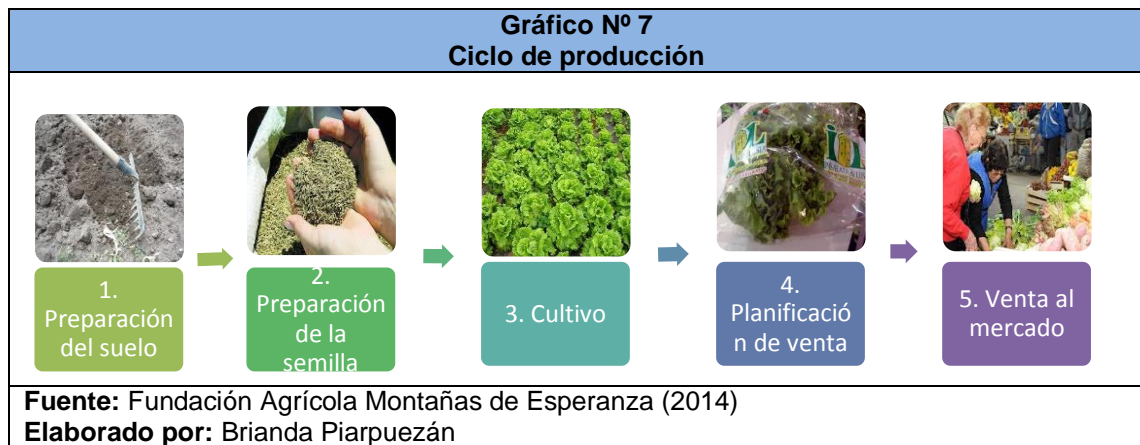 Gráfico Nº 7
Ciclo de producción
1.
Preparación
del suelo
2.
Preparación
de la
semilla
3. Cultivo
4.
Planificació
n de venta
5. Venta al
mercado
Fuente: Fundación Agrícola Montañas de Esperanza (2014)
Elaborado por: Brianda Piarpuezán